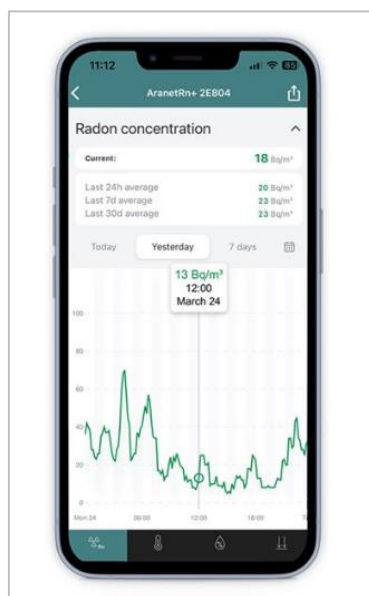 11:12
85
AranetRn+ 2E804
Radon concentration
Current: 18 Bq/m³
Last 24h average 20 Bq/m³
Last 7d average 23 Bq/m³
Last 30d average 23 Bq/m³
Today Yesterday 7 days
13 Bq/m³
12:00
March 24
100
80
60
40
20
0
Mon 24 06:00 12:00 18:00
Rn